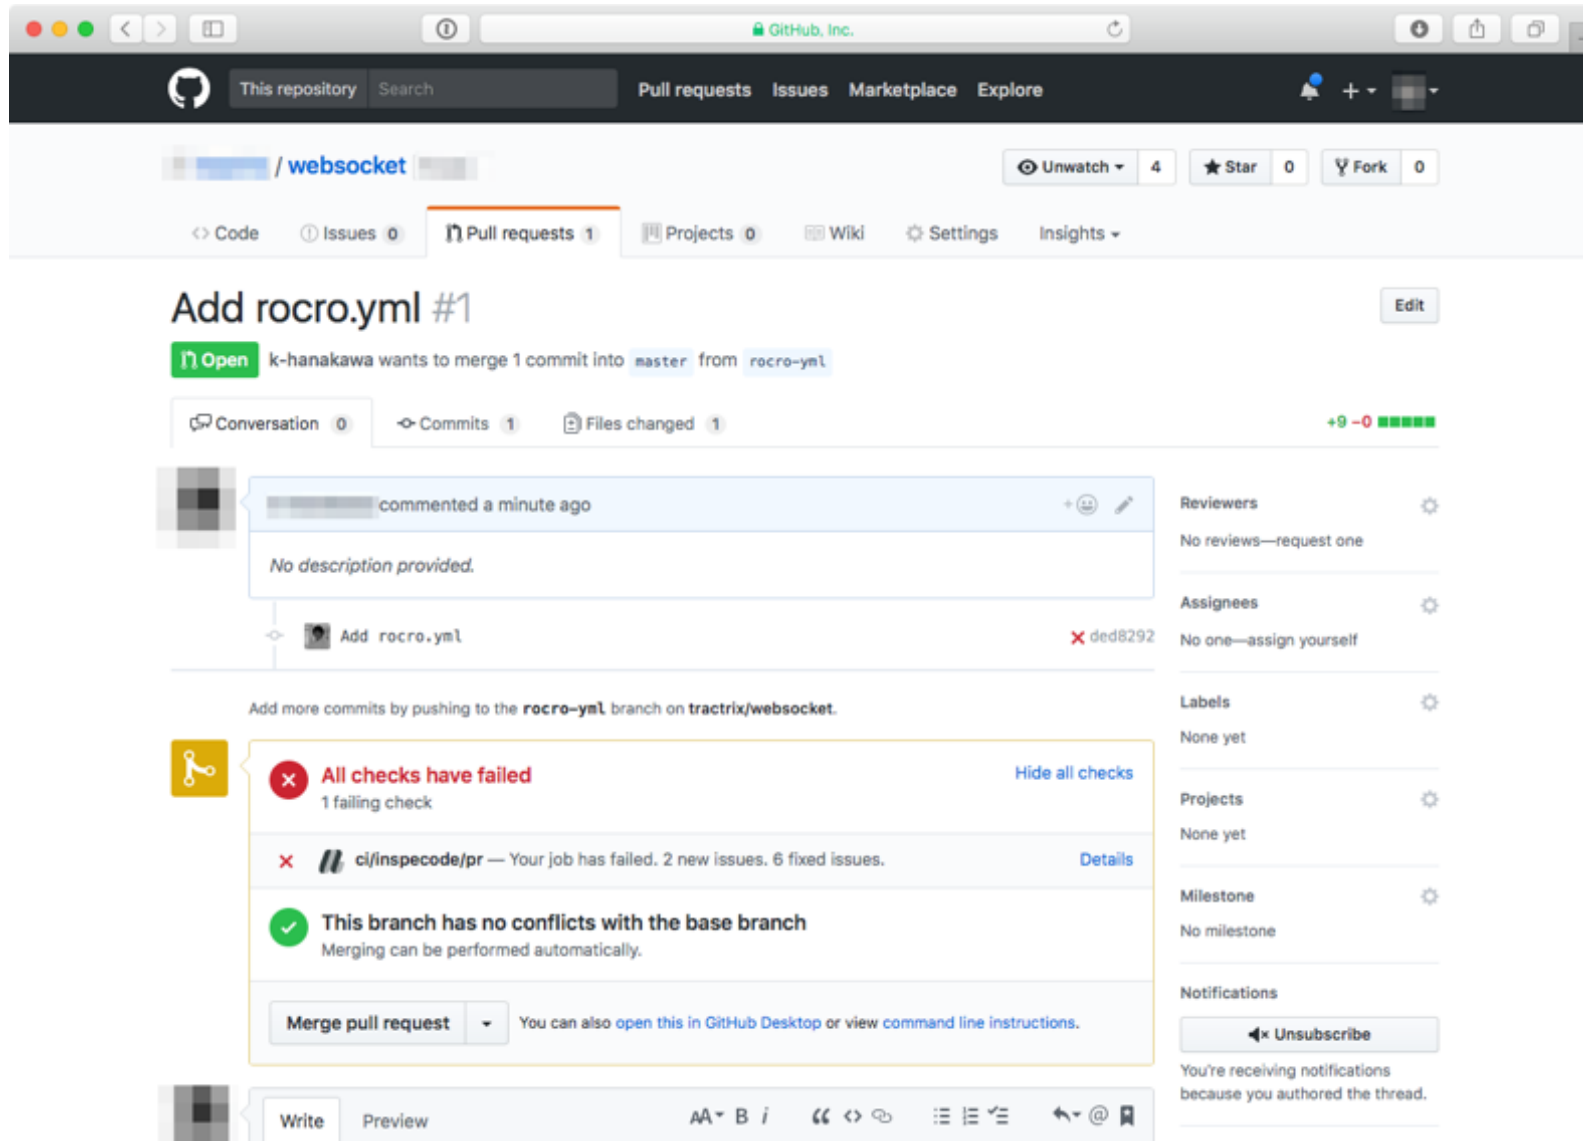 GitHub, Inc.
This repository Search Pull requests Issues Marketplace Explore
/ websocket Unwatch 4 Star 0 Fork 0
Code Issues 0 Pull requests 1 Projects 0 Wiki Settings Insights
Add rocro.yml #1 Edit
Open k-hanakawa wants to merge 1 commit into master from rocro-yml
Conversation 0 Commits 1 Files changed 1 +9 −0
commented a minute ago
No description provided.
Add rocro.yml ded8292
Add more commits by pushing to the rocro-yml branch on tractrix/websocket.
All checks have failed Hide all checks
1 failing check
ci/inspecode/pr — Your job has failed. 2 new issues. 6 fixed issues. Details
This branch has no conflicts with the base branch
Merging can be performed automatically.
Merge pull request You can also open this in GitHub Desktop or view command line instructions.
Write Preview AA B i @
Reviewers
No reviews—request one
Assignees
No one—assign yourself
Labels
None yet
Projects
None yet
Milestone
No milestone
Notifications
Unsubscribe
You're receiving notifications
because you authored the thread.